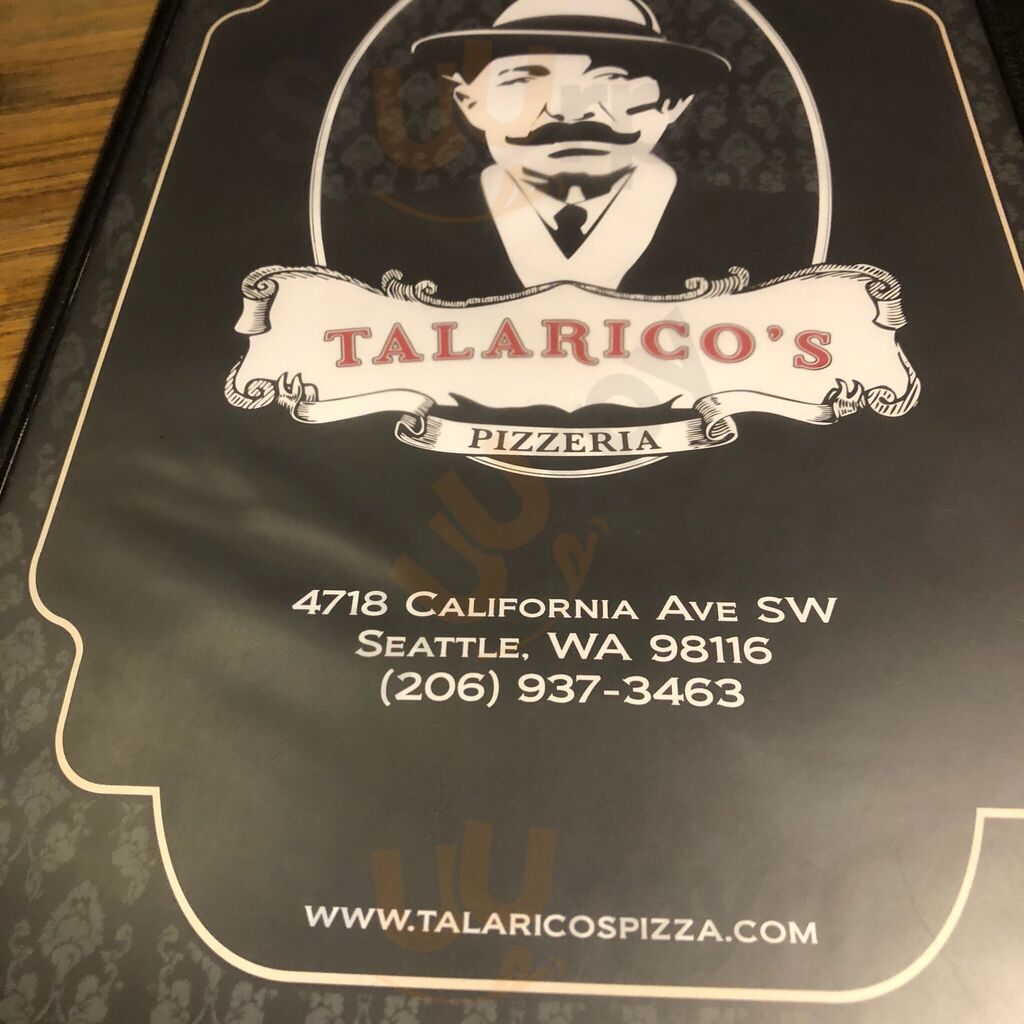 TALARICO'S
PIZZERIA
4718 CALIFORNIA AVE SW
SEATTLE, WA 98116
(206) 937-3463
WWW.TALARICOSPIZZA.COM